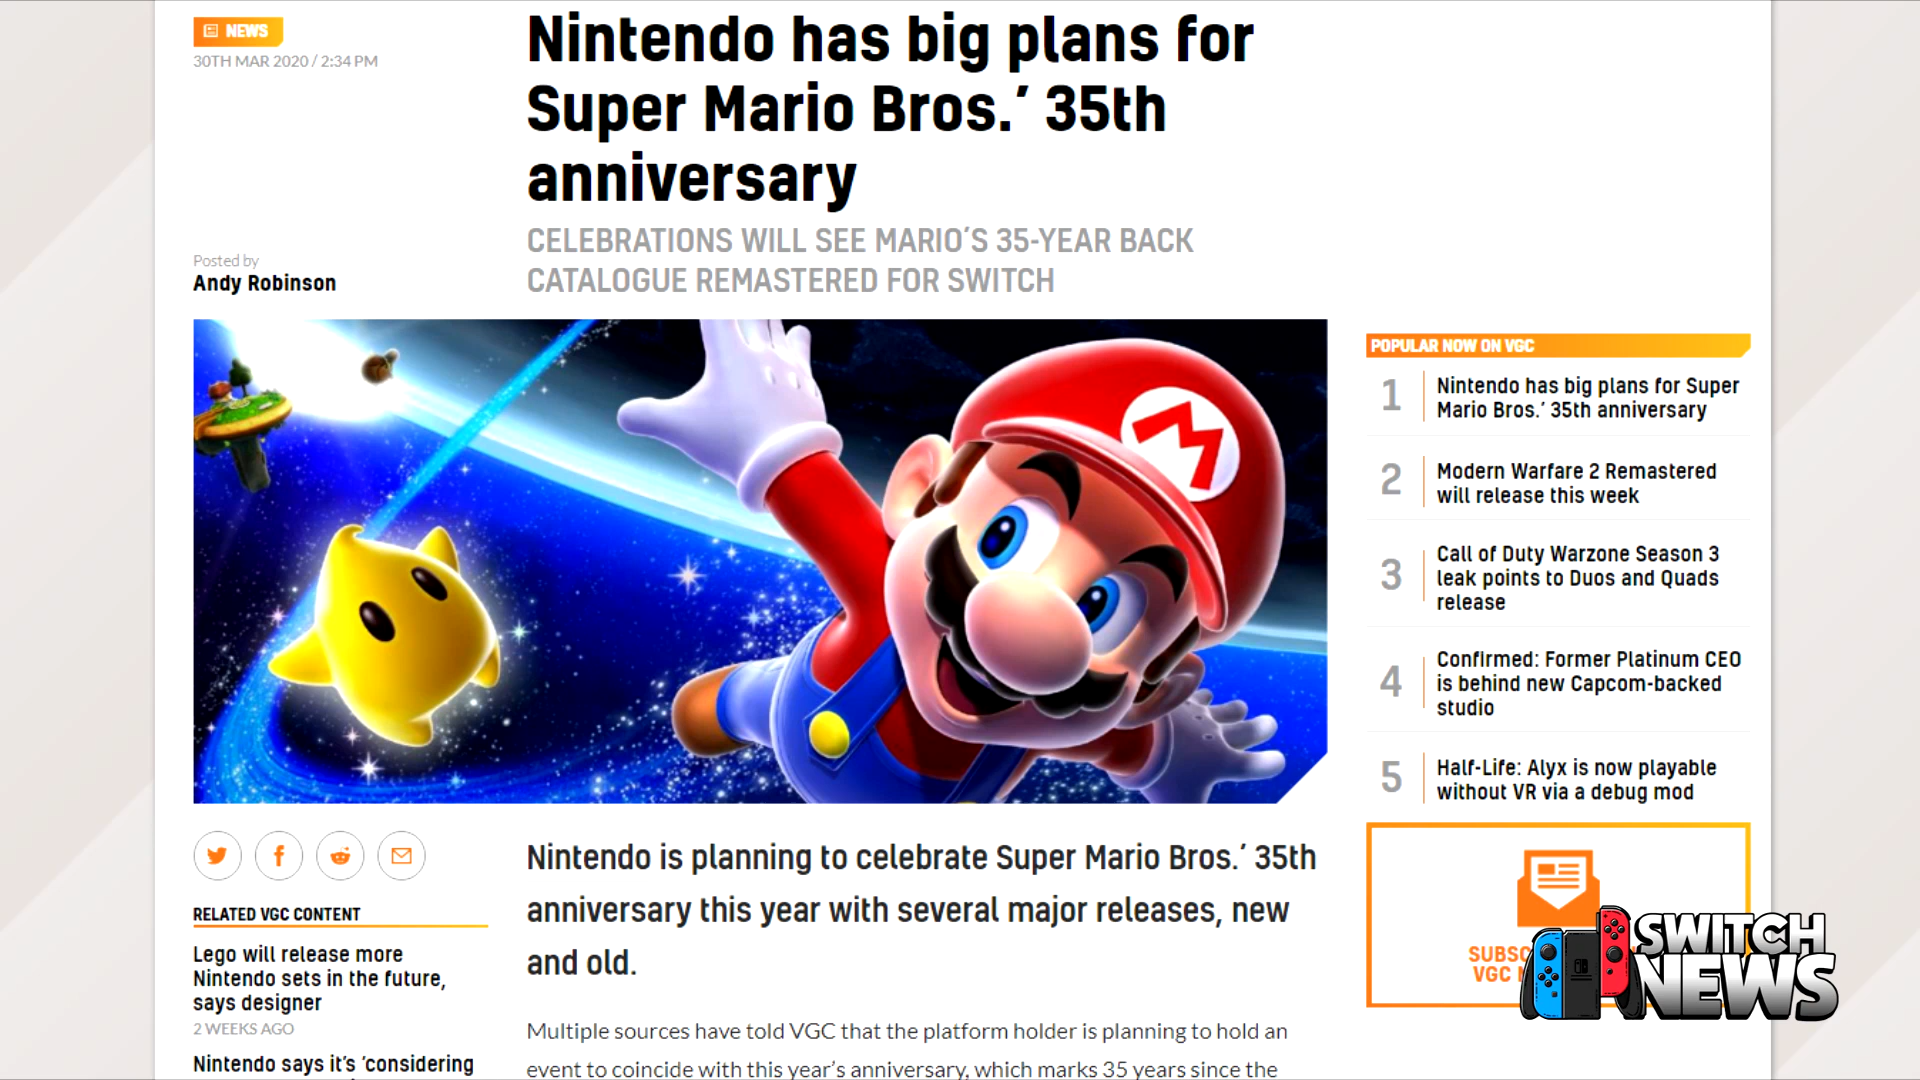 NEWS
30TH MAR 2020 / 2:34 PM
Nintendo has big plans for
Super Mario Bros.’ 35th
anniversary
CELEBRATIONS WILL SEE MARIO’S 35-YEAR BACK
CATALOGUE REMASTERED FOR SWITCH
Posted by
Andy Robinson
M
POPULAR NOW ON VGC
1
Nintendo has big plans for Super
Mario Bros.’ 35th anniversary
2
Modern Warfare 2 Remastered
will release this week
3
Call of Duty Warzone Season 3
leak points to Duos and Quads
release
4
Confirmed: Former Platinum CEO
is behind new Capcom-backed
studio
5
Half-Life: Alyx is now playable
without VR via a debug mod
RELATED VGC CONTENT
Lego will release more
Nintendo sets in the future,
says designer
2 WEEKS AGO
Nintendo says it’s ‘considering
Nintendo is planning to celebrate Super Mario Bros.’ 35th
anniversary this year with several major releases, new
and old.
Multiple sources have told VGC that the platform holder is planning to hold an
event to coincide with this year’s anniversary, which marks 35 years since the
VGC
SWITCH
NEWS